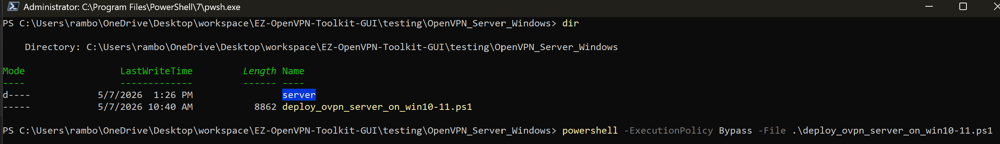 Administrator: C:\Program Files\PowerShell\7\pwsh.exe
PS C:\Users\rambo\OneDrive\Desktop\workspace\EZ-OpenVPN-Toolkit-GUI\testing\OpenVPN_Server_Windows> dir
Directory: C:\Users\rambo\OneDrive\Desktop\workspace\EZ-OpenVPN-Toolkit-GUI\testing\OpenVPN_Server_Windows
Mode LastWriteTime Length Name
---- ------------- ------ ----
d---- 5/7/2026 1:26 PM server
----- 5/7/2026 10:40 AM 8862 deploy_ovpn_server_on_win10-11.ps1
PS C:\Users\rambo\OneDrive\Desktop\workspace\EZ-OpenVPN-Toolkit-GUI\testing\OpenVPN_Server_Windows> powershell -ExecutionPolicy Bypass -File .\deploy_ovpn_server_on_win10-11.ps1